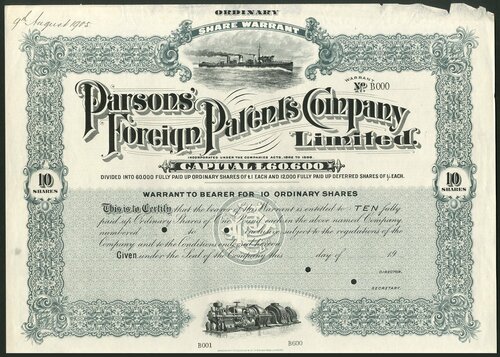 9th August 1905
ORDINARY
SHARE WARRANT
WARRANT
No. B000
Parsons'
Foreign Patents Company
Limited.
INCORPORATED UNDER THE COMPANIES ACTS, 1862 TO 1898.
CAPITAL £60,600
DIVIDED INTO 60,000 FULLY PAID UP ORDINARY SHARES OF £1 EACH AND 12,000 FULLY PAID UP DEFERRED SHARES OF 1/- EACH.
10
SHARES
10
SHARES
WARRANT TO BEARER FOR 10 ORDINARY SHARES
This is to Certify that the bearer of this Warrant is entitled to TEN fully
paid up Ordinary Shares of One Pound each in the above named Company
numbered to inclusive, subject to the regulations of the
Company and to the Conditions endorsed hereon.
Given under the Seal of the Company this day of 19
DIRECTOR.
SECRETARY.
B001 B600